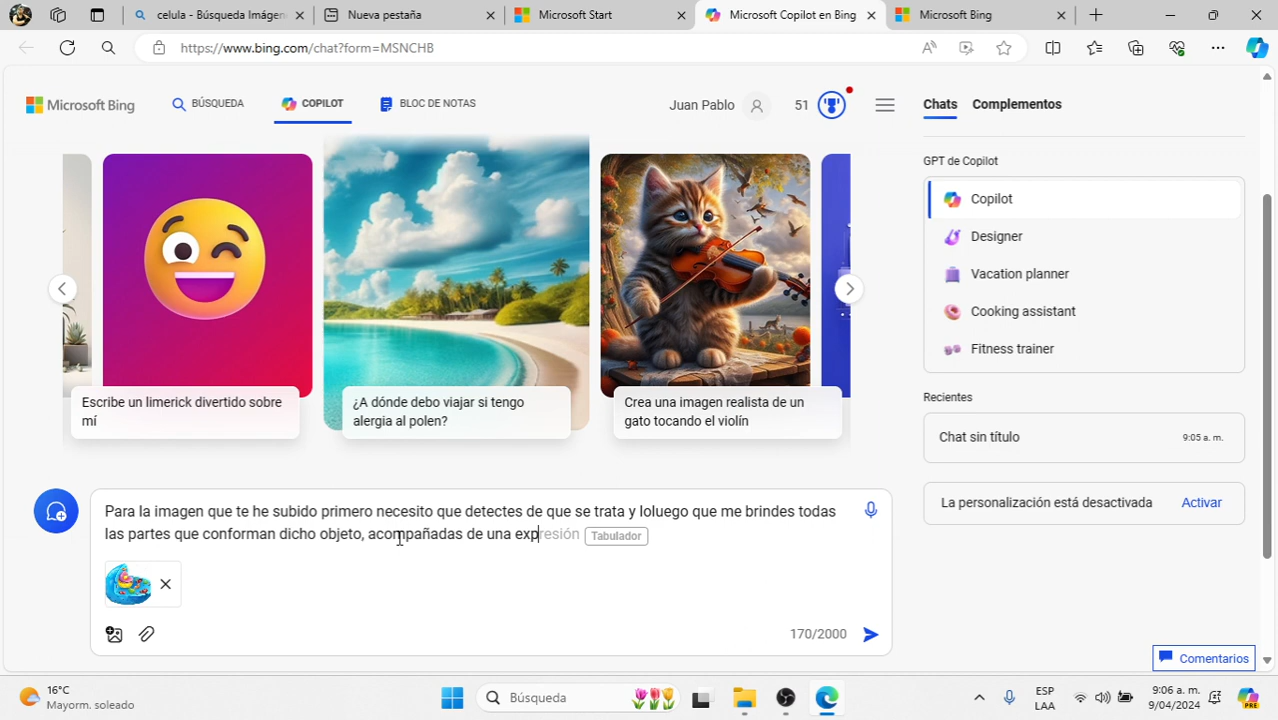 celula - Búsqueda Imágen
Nueva pestaña
Microsoft Start
Microsoft Copilot en Bing
Microsoft Bing
https://www.bing.com/chat?form=MSNCHB
Microsoft Bing
BÚSQUEDA
COPILOT
BLOC DE NOTAS
Juan Pablo
51
Chats
Complementos
GPT de Copilot
Copilot
Designer
Vacation planner
Cooking assistant
Fitness trainer
Escribe un limerick divertido sobre
mí
¿A dónde debo viajar si tengo
alergia al polen?
Crea una imagen realista de un
gato tocando el violín
Recientes
Chat sin título
9:05 a. m.
La personalización está desactivada
Activar
Para la imagen que te he subido primero necesito que detectes de que se trata y loluego que me brindes todas
las partes que conforman dicho objeto, acompañadas de una expresión Tabulador
170/2000
Comentarios
16°C
Mayorm. soleado
Búsqueda
ESP
LAA
9:06 a. m.
9/04/2024
PRE